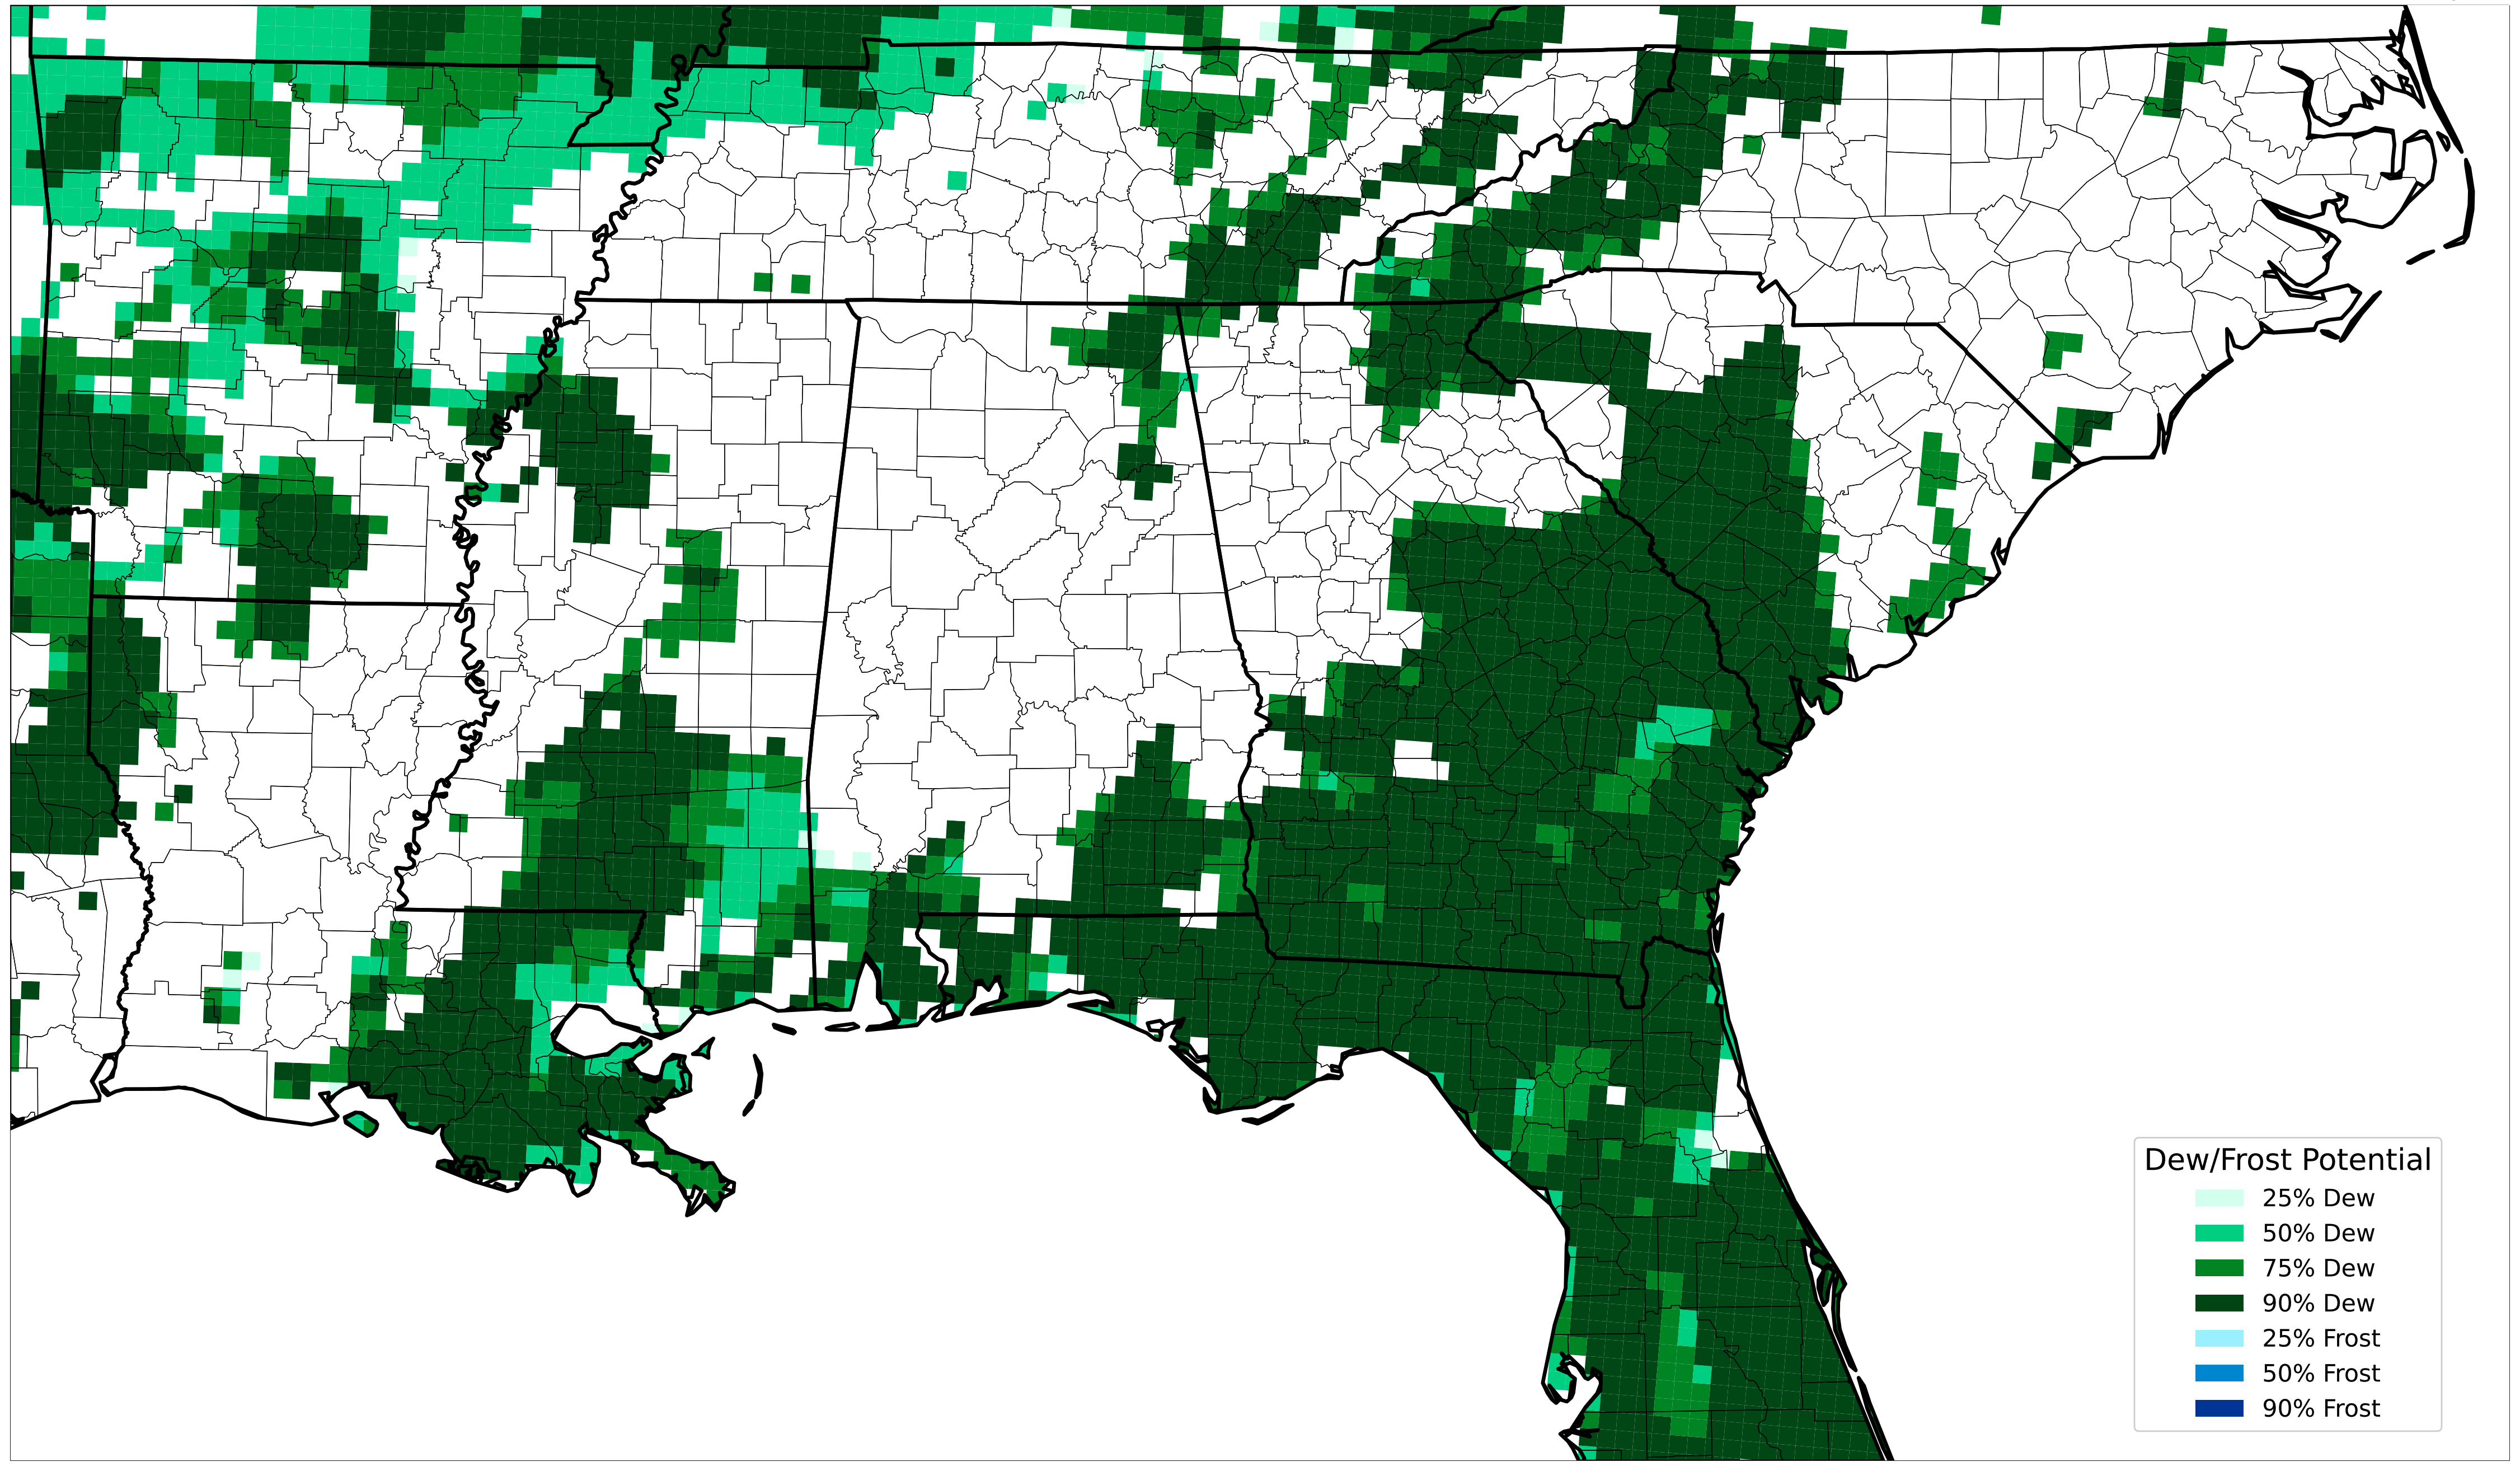 Dew/Frost Potential
25% Dew
50% Dew
75% Dew
90% Dew
25% Frost
50% Frost
90% Frost